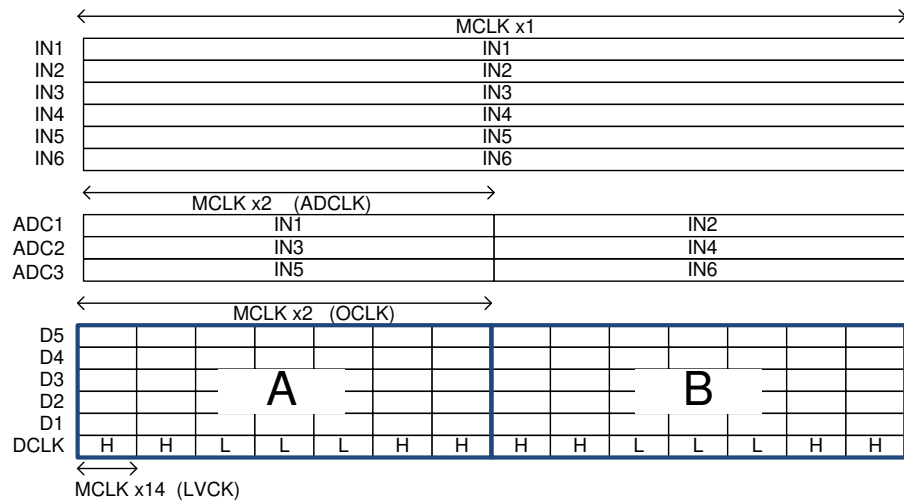 MCLK x1
IN1 IN1
IN2 IN2
IN3 IN3
IN4 IN4
IN5 IN5
IN6 IN6
MCLK x2 (ADCLK)
ADC1 IN1 IN2
ADC2 IN3 IN4
ADC3 IN5 IN6
MCLK x2 (OCLK)
D5
D4
D3
A B
D2
D1
DCLK H H L L L H H H H L L L H H
MCLK x14 (LVCK)